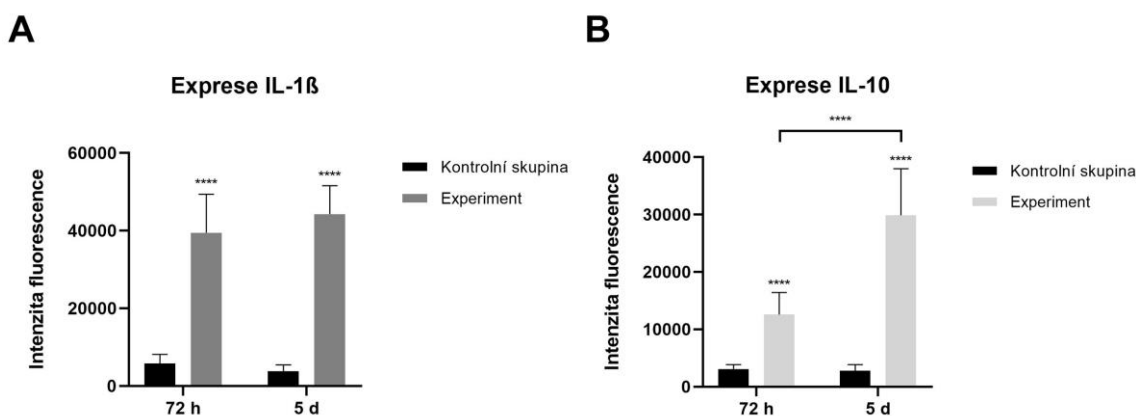 A
Exprese IL-1ß
Intenzita fluorescence
60000
40000
20000
0
****
****
72 h
5 d
Kontrolní skupina
Experiment
B
Exprese IL-10
Intenzita fluorescence
40000
30000
20000
10000
0
****
****
****
72 h
5 d
Kontrolní skupina
Experiment